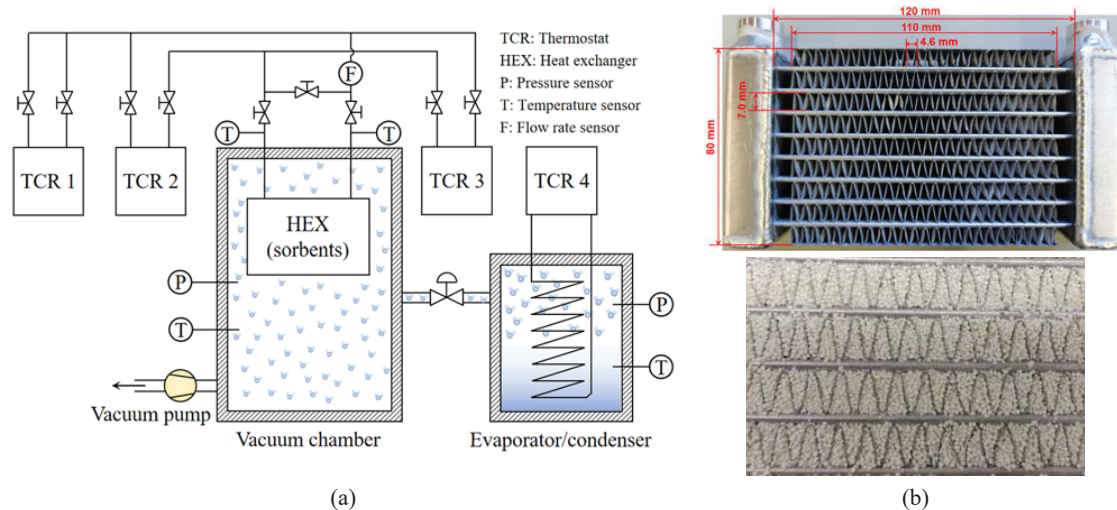 TCR: Thermostat
HEX: Heat exchanger
P: Pressure sensor
T: Temperature sensor
F: Flow rate sensor
F
T
T
TCR 1
TCR 2
TCR 3
TCR 4
HEX
(sorbents)
P
T
P
T
Vacuum pump
Vacuum chamber
Evaporator/condenser
(a)
120 mm
110 mm
4.6 mm
7.0 mm
80 mm
(b)